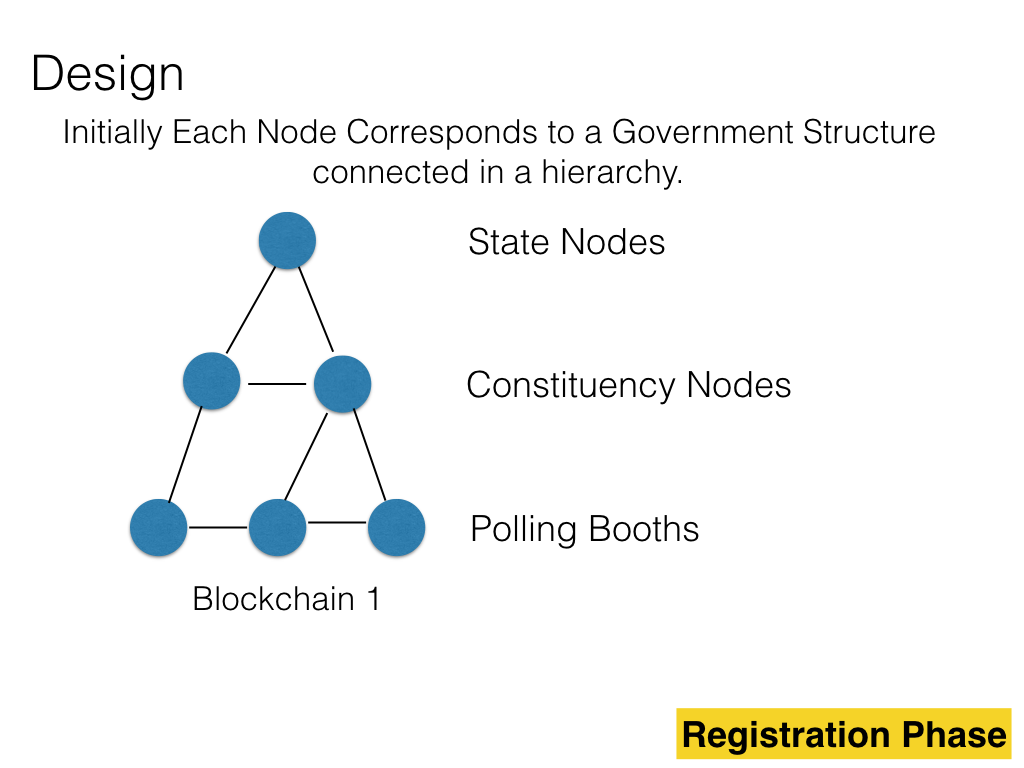 Design
Initially Each Node Corresponds to a Government Structure
connected in a hierarchy.
State Nodes
Constituency Nodes
Polling Booths
Blockchain 1
Registration Phase